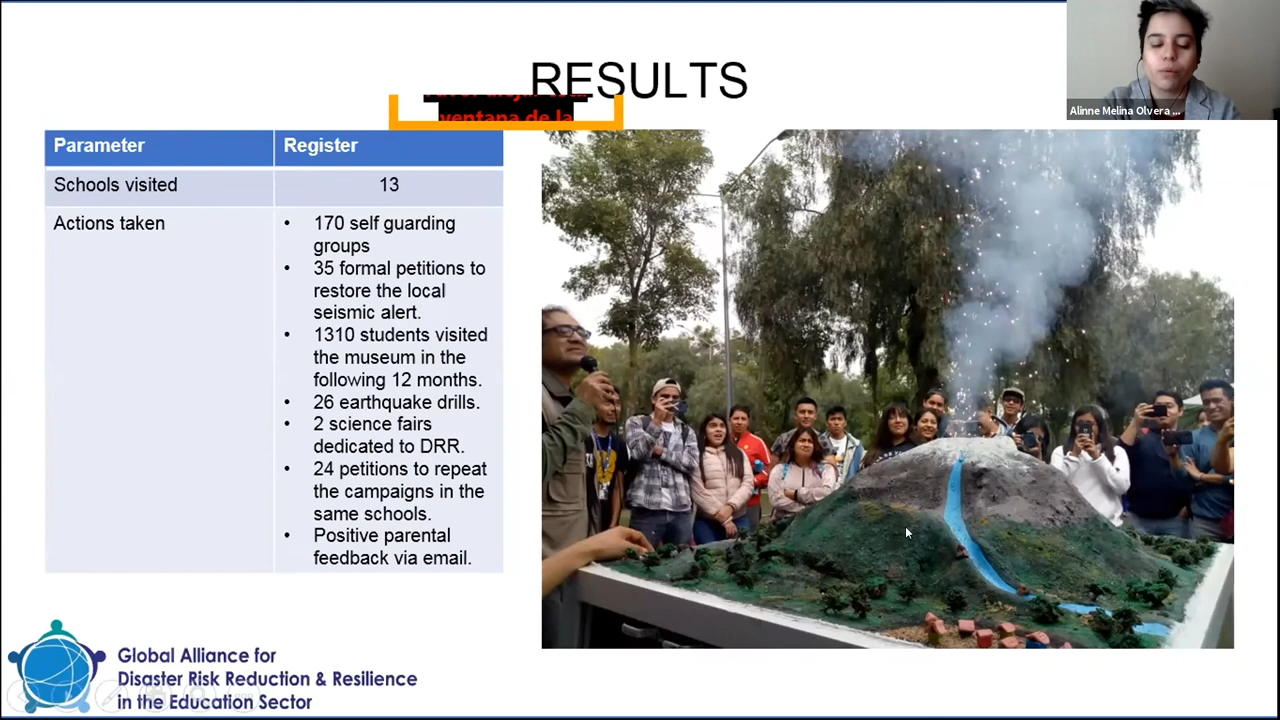 RESULTS
ventana de la
Alinne Melina Olvera ...
Parameter
Register
Schools visited
13
Actions taken
• 170 self guarding
groups
• 35 formal petitions to
restore the local
seismic alert.
• 1310 students visited
the museum in the
following 12 months.
• 26 earthquake drills.
• 2 science fairs
dedicated to DRR.
• 24 petitions to repeat
the campaigns in the
same schools.
• Positive parental
feedback via email.
Global Alliance for
Disaster Risk Reduction & Resilience
in the Education Sector